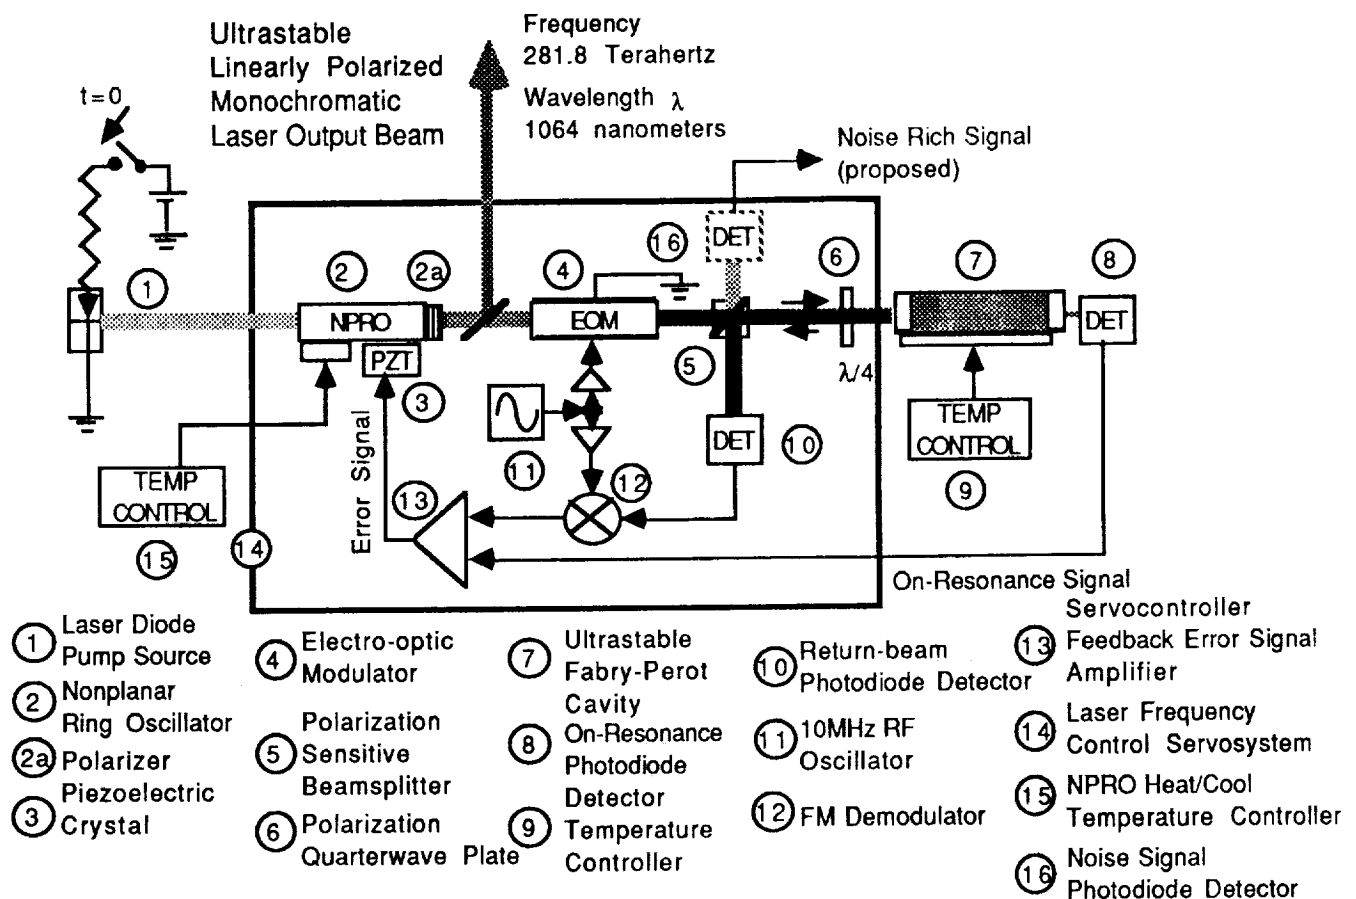 Ultrastable
Linearly Polarized
Monochromatic
Laser Output Beam
Frequency
281.8 Terahertz
Wavelength λ
1064 nanometers
t=0
Noise Rich Signal
(proposed)
1
2
2a
4
16
DET
6
7
8
NPRO
EOM
DET
PZT
3
5
λ/4
11
DET
10
TEMP
CONTROL
9
Error Signal
13
12
TEMP
CONTROL
15
14
On-Resonance Signal
1 Laser Diode
Pump Source
2 Nonplanar
Ring Oscillator
2a Polarizer
3 Piezoelectric
Crystal
4 Electro-optic
Modulator
5 Polarization
Sensitive
Beamsplitter
6 Polarization
Quarterwave Plate
7 Ultrastable
Fabry-Perot
Cavity
8 On-Resonance
Photodiode
Detector
9 Temperature
Controller
10 Return-beam
Photodiode Detector
11 10MHz RF
Oscillator
12 FM Demodulator
13 Servocontroller
Feedback Error Signal
Amplifier
14 Laser Frequency
Control Servosystem
15 NPRO Heat/Cool
Temperature Controller
16 Noise Signal
Photodiode Detector